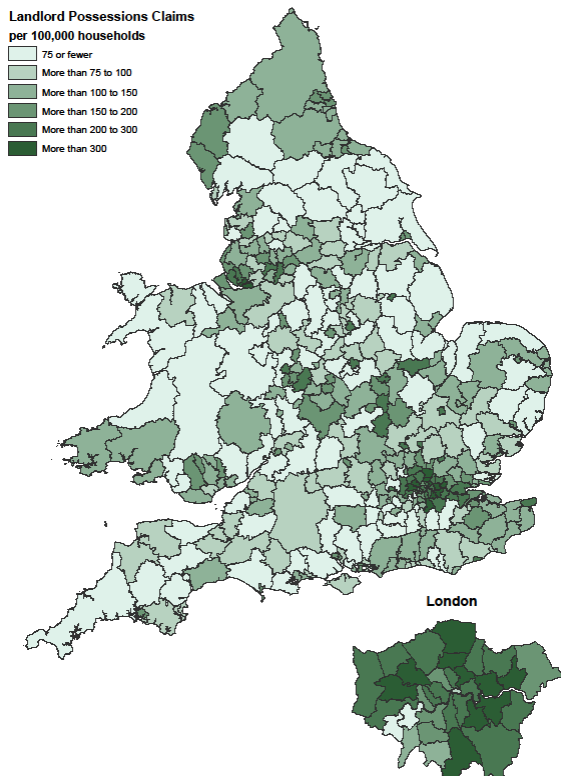 Landlord Possessions Claims
per 100,000 households
75 or fewer
More than 75 to 100
More than 100 to 150
More than 150 to 200
More than 200 to 300
More than 300
London